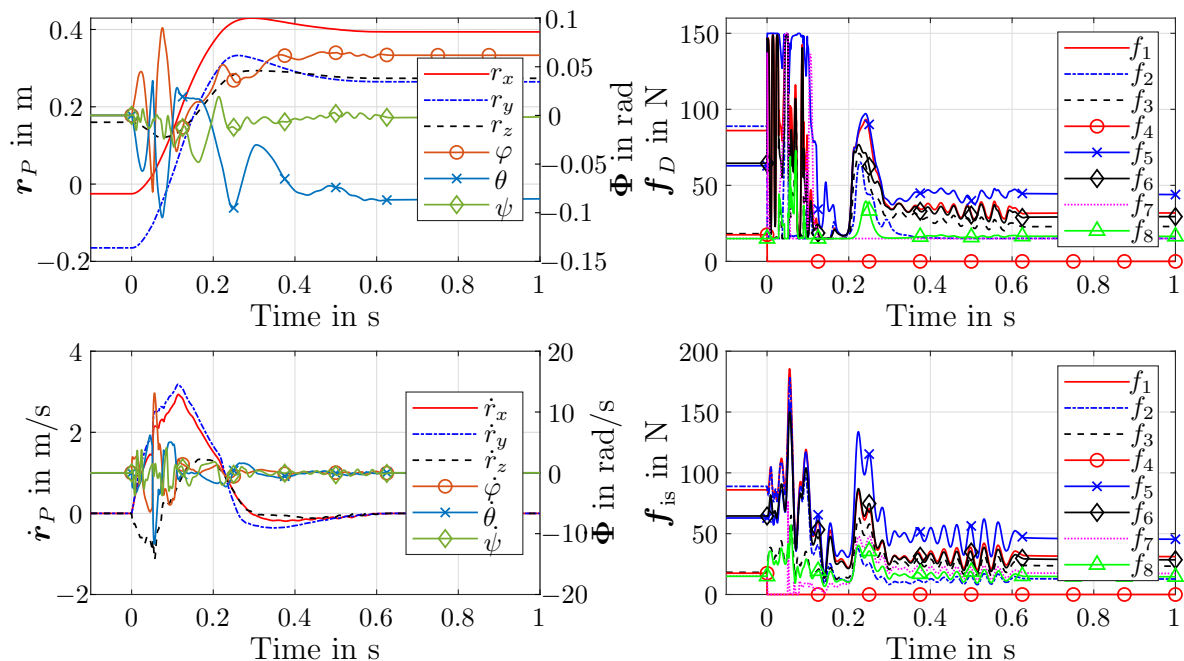 r_P in m
0.4
0.2
0
−0.2
0
0.2
0.4
0.6
0.8
1
Time in s
0.1
0.05
0
−0.05
−0.1
−0.15
Φ in rad
r_x
r_y
r_z
φ
θ
ψ
f_D in N
150
100
50
0
0
0.2
0.4
0.6
0.8
1
Time in s
f_1
f_2
f_3
f_4
f_5
f_6
f_7
f_8
ṙ_P in m/s
4
2
0
−2
0
0.2
0.4
0.6
0.8
1
Time in s
20
10
0
−10
−20
Φ̇ in rad/s
ṙ_x
ṙ_y
ṙ_z
φ̇
θ̇
ψ̇
f_is in N
200
150
100
50
0
0
0.2
0.4
0.6
0.8
1
Time in s
f_1
f_2
f_3
f_4
f_5
f_6
f_7
f_8